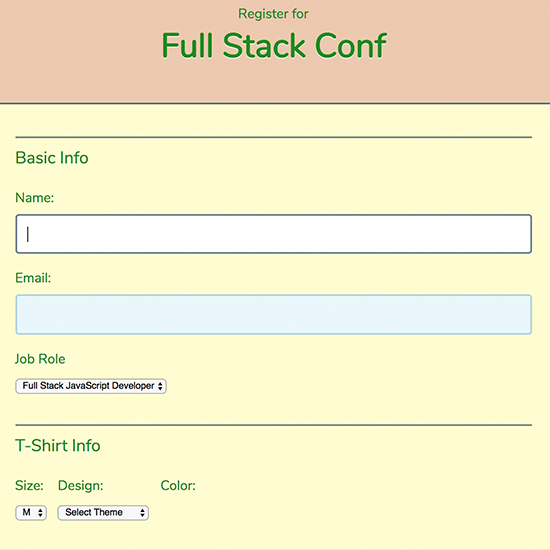 Register for
Full Stack Conf
Basic Info
Name:
Email:
Job Role
Full Stack JavaScript Developer
T-Shirt Info
Size: Design: Color:
M Select Theme